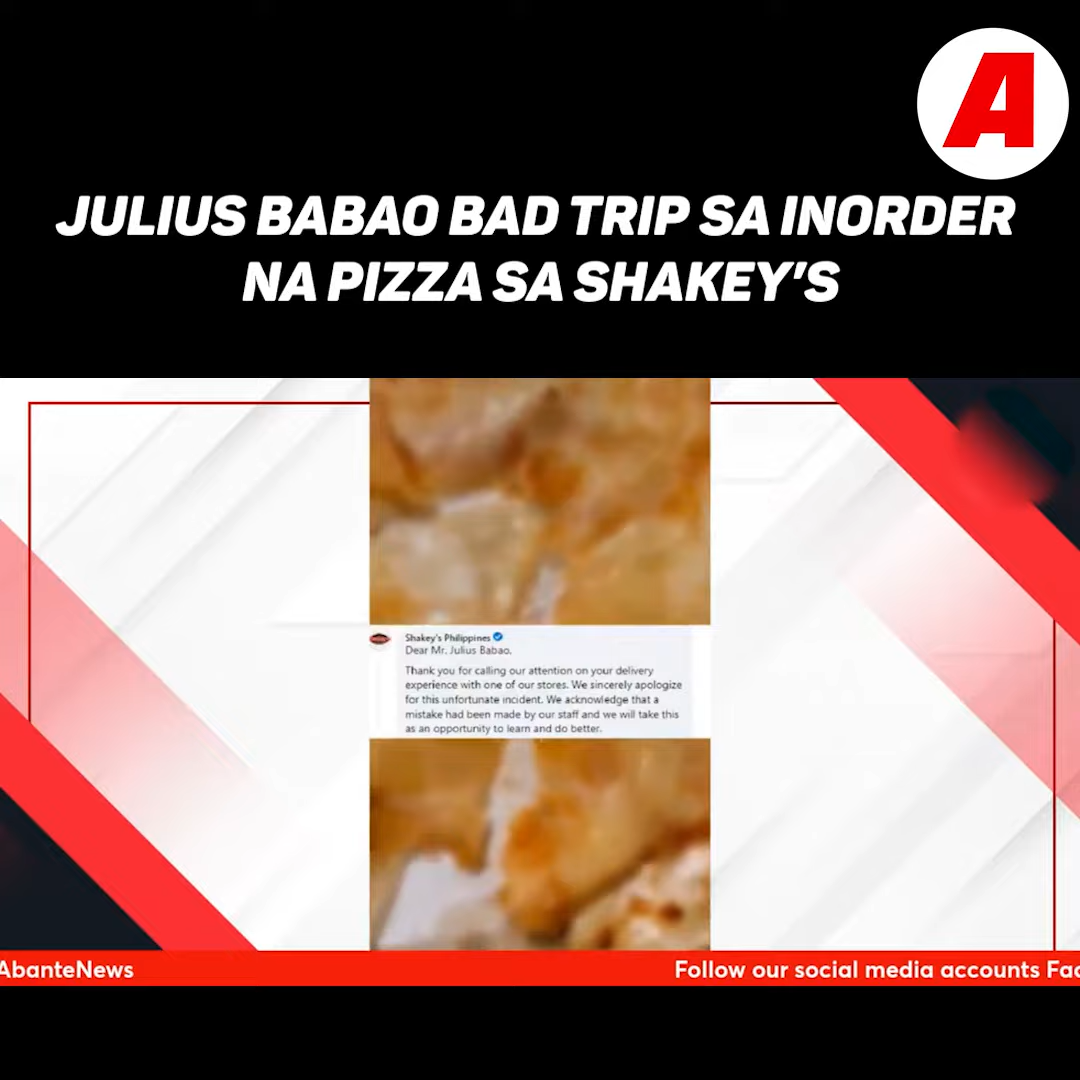 A
JULIUS BABAO BAD TRIP SA INORDER
NA PIZZA SA SHAKEY'S
Shakey's Philippines
Dear Mr. Julius Babao,
Thank you for calling our attention on your delivery
experience with one of our stores. We sincerely apologize
for this unfortunate incident. We acknowledge that a
mistake had been made by our staff and we will take this
as an opportunity to learn and do better.
AbanteNews
Follow our social media accounts Fac